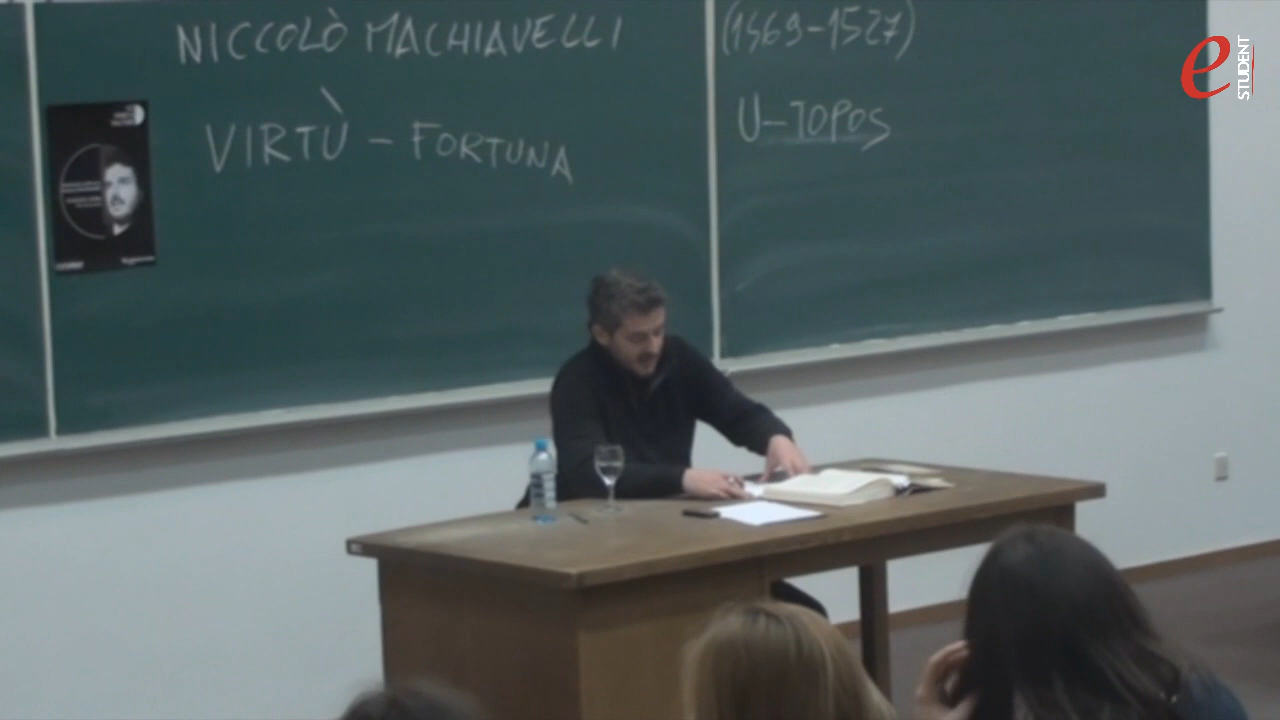 NICCOLÒ MACHIAVELLI (1469-1527)
VIRTÙ - FORTUNA
U-TOPOS
e STUDENT